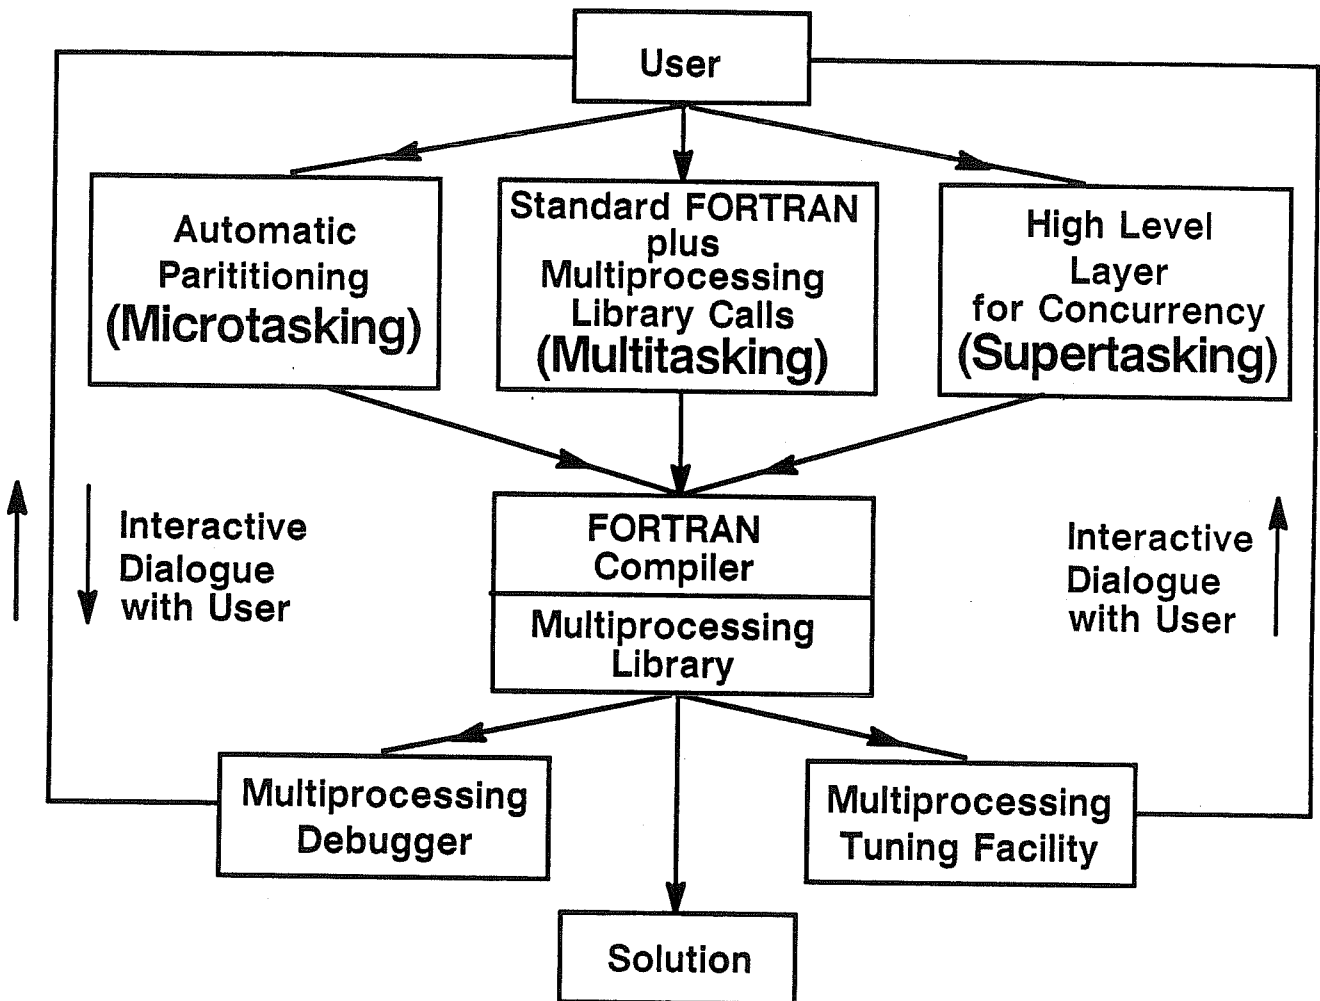 User
Automatic
Parititioning
(Microtasking)
Standard FORTRAN
plus
Multiprocessing
Library Calls
(Multitasking)
High Level
Layer
for Concurrency
(Supertasking)
Interactive
Dialogue
with User
FORTRAN
Compiler
Multiprocessing
Library
Interactive
Dialogue
with User
Multiprocessing
Debugger
Multiprocessing
Tuning Facility
Solution